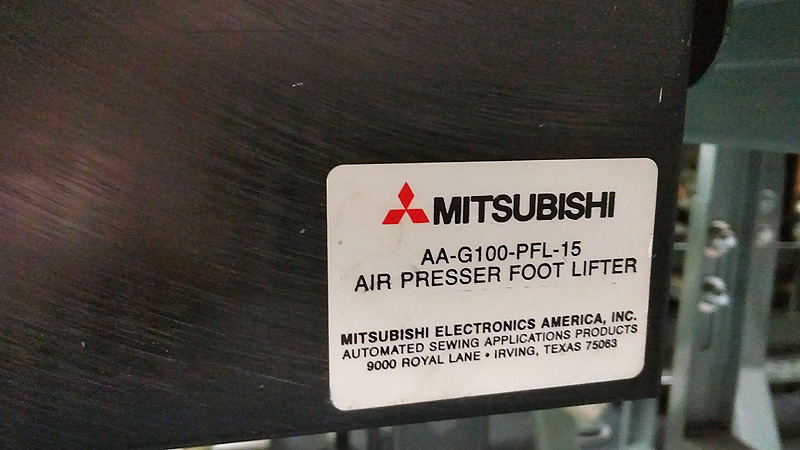 MITSUBISHI
AA-G100-PFL-15
AIR PRESSER FOOT LIFTER
MITSUBISHI ELECTRONICS AMERICA, INC.
AUTOMATED SEWING APPLICATIONS PRODUCTS
9000 ROYAL LANE • IRVING, TEXAS 75063